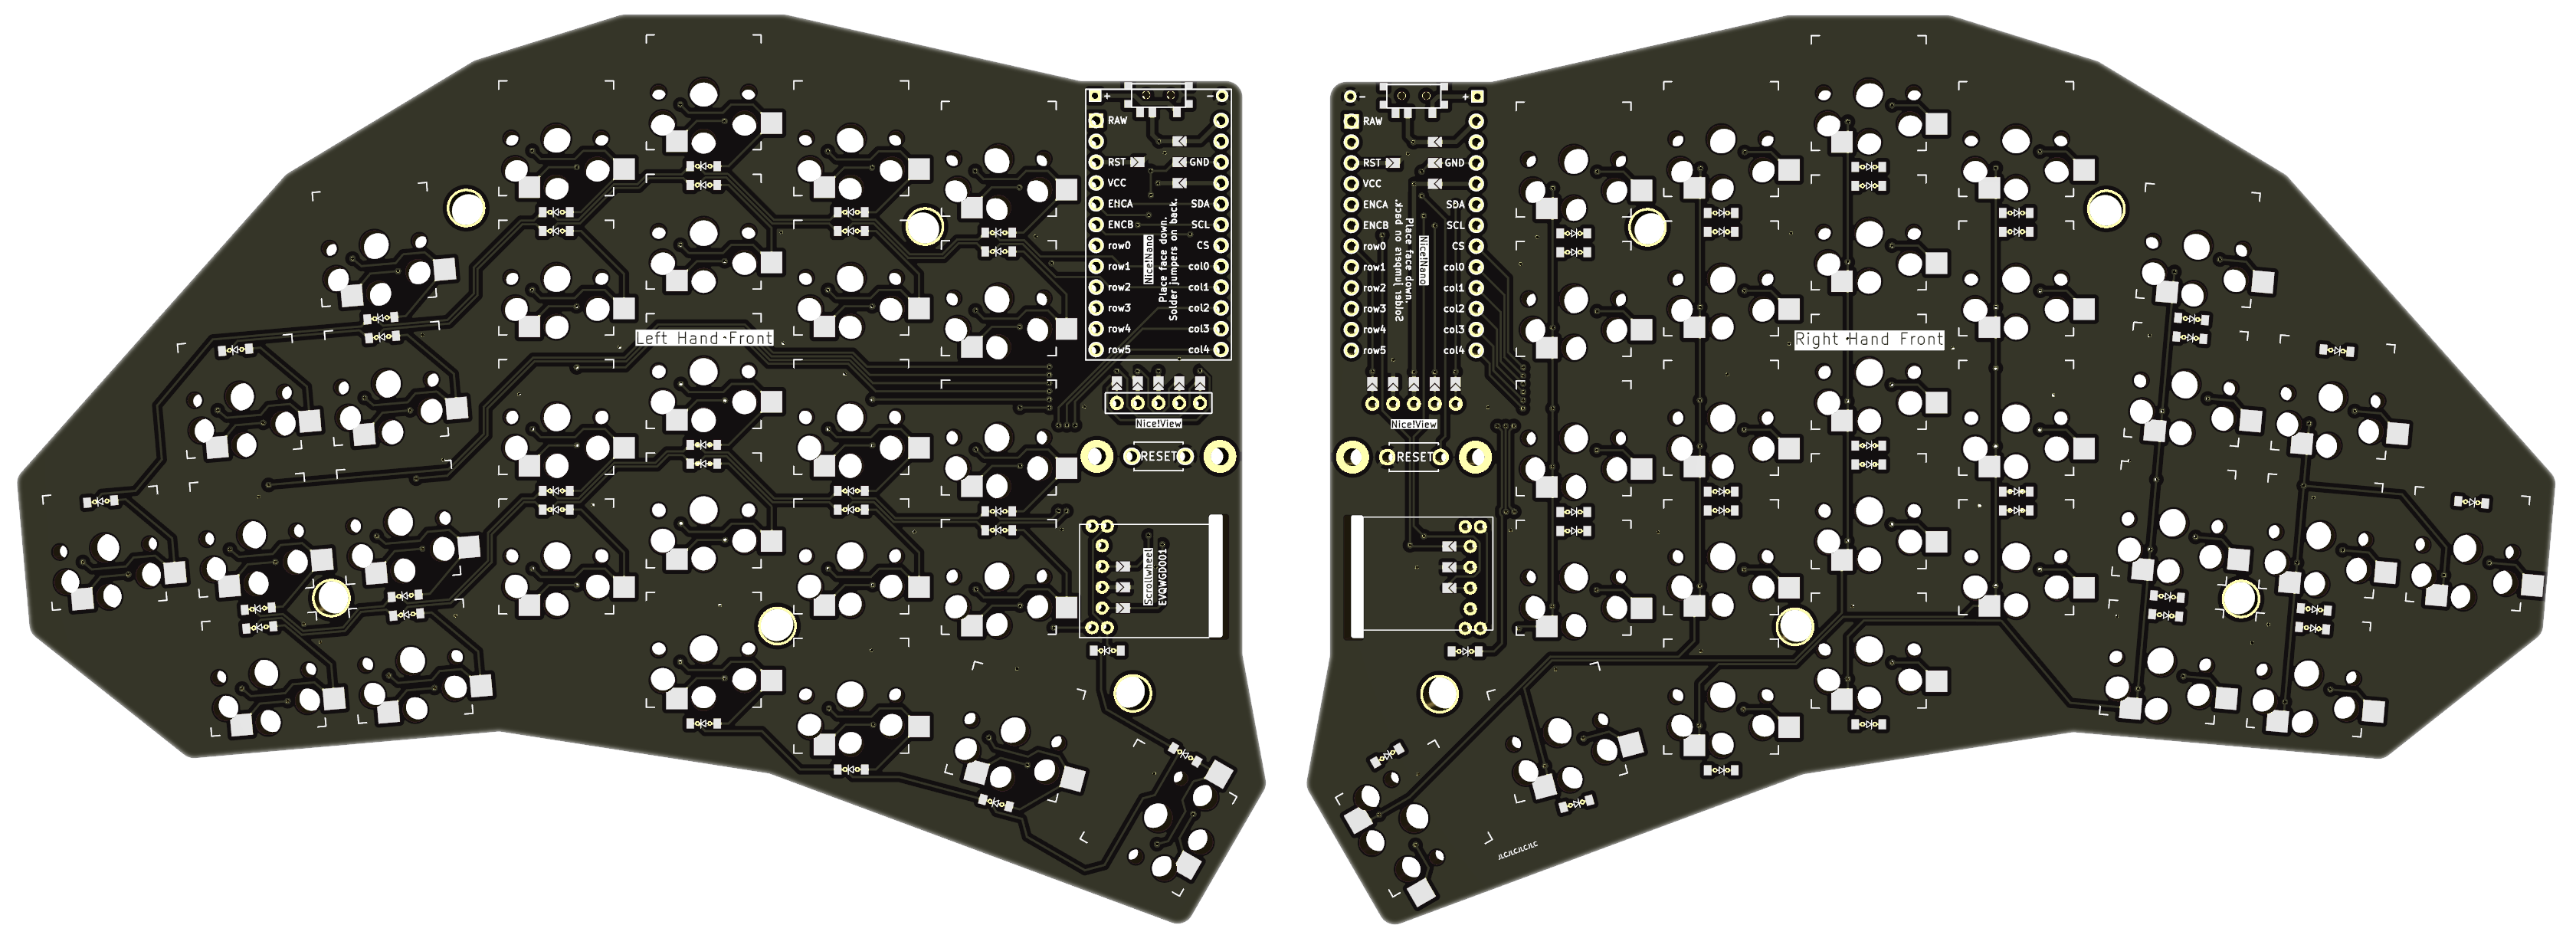 + -
RAW
RST GND
VCC
ENCA SDA
ENCB SCL
row0 CS
row1 col0
row2 col1
row3 col2
row4 col3
row5 col4
Nice!Nano
Place face down.
Solder jumpers on back.
Left Hand Front
Nice!View
RESET
Scrollwheel
EVQWGD001
- +
RAW
RST GND
VCC
ENCA SDA
ENCB SCL
row0 CS
row1 col0
row2 col1
row3 col2
row4 col3
row5 col4
Nice!Nano
Place face down.
Solder jumpers on back.
Right Hand Front
Nice!View
RESET
JLCJLCJLCJLC